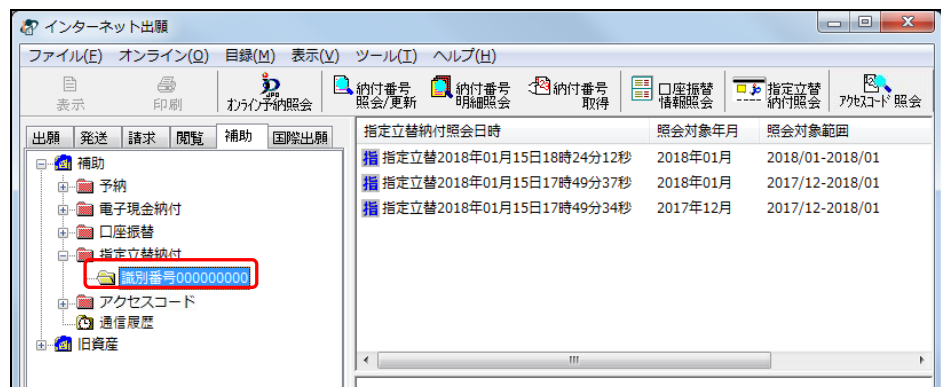 インターネット出願
ファイル(F) オンライン(O) 目録(M) 表示(V) ツール(T) ヘルプ(H)
表示
印刷
オンライン予納照会
納付番号
照会/更新
納付番号
明細照会
納付番号
取得
口座振替
情報照会
指定立替
納付照会
アクセスコード 照会
出願 発送 請求 閲覧 補助 国際出願
補助
予納
電子現金納付
口座振替
指定立替納付
識別番号000000000
アクセスコード
通信履歴
旧資産
指定立替納付照会日時 照会対象年月 照会対象範囲
指 指定立替2018年01月15日18時24分12秒 2018年01月 2018/01-2018/01
指 指定立替2018年01月15日17時49分37秒 2018年01月 2017/12-2018/01
指 指定立替2018年01月15日17時49分34秒 2017年12月 2017/12-2018/01